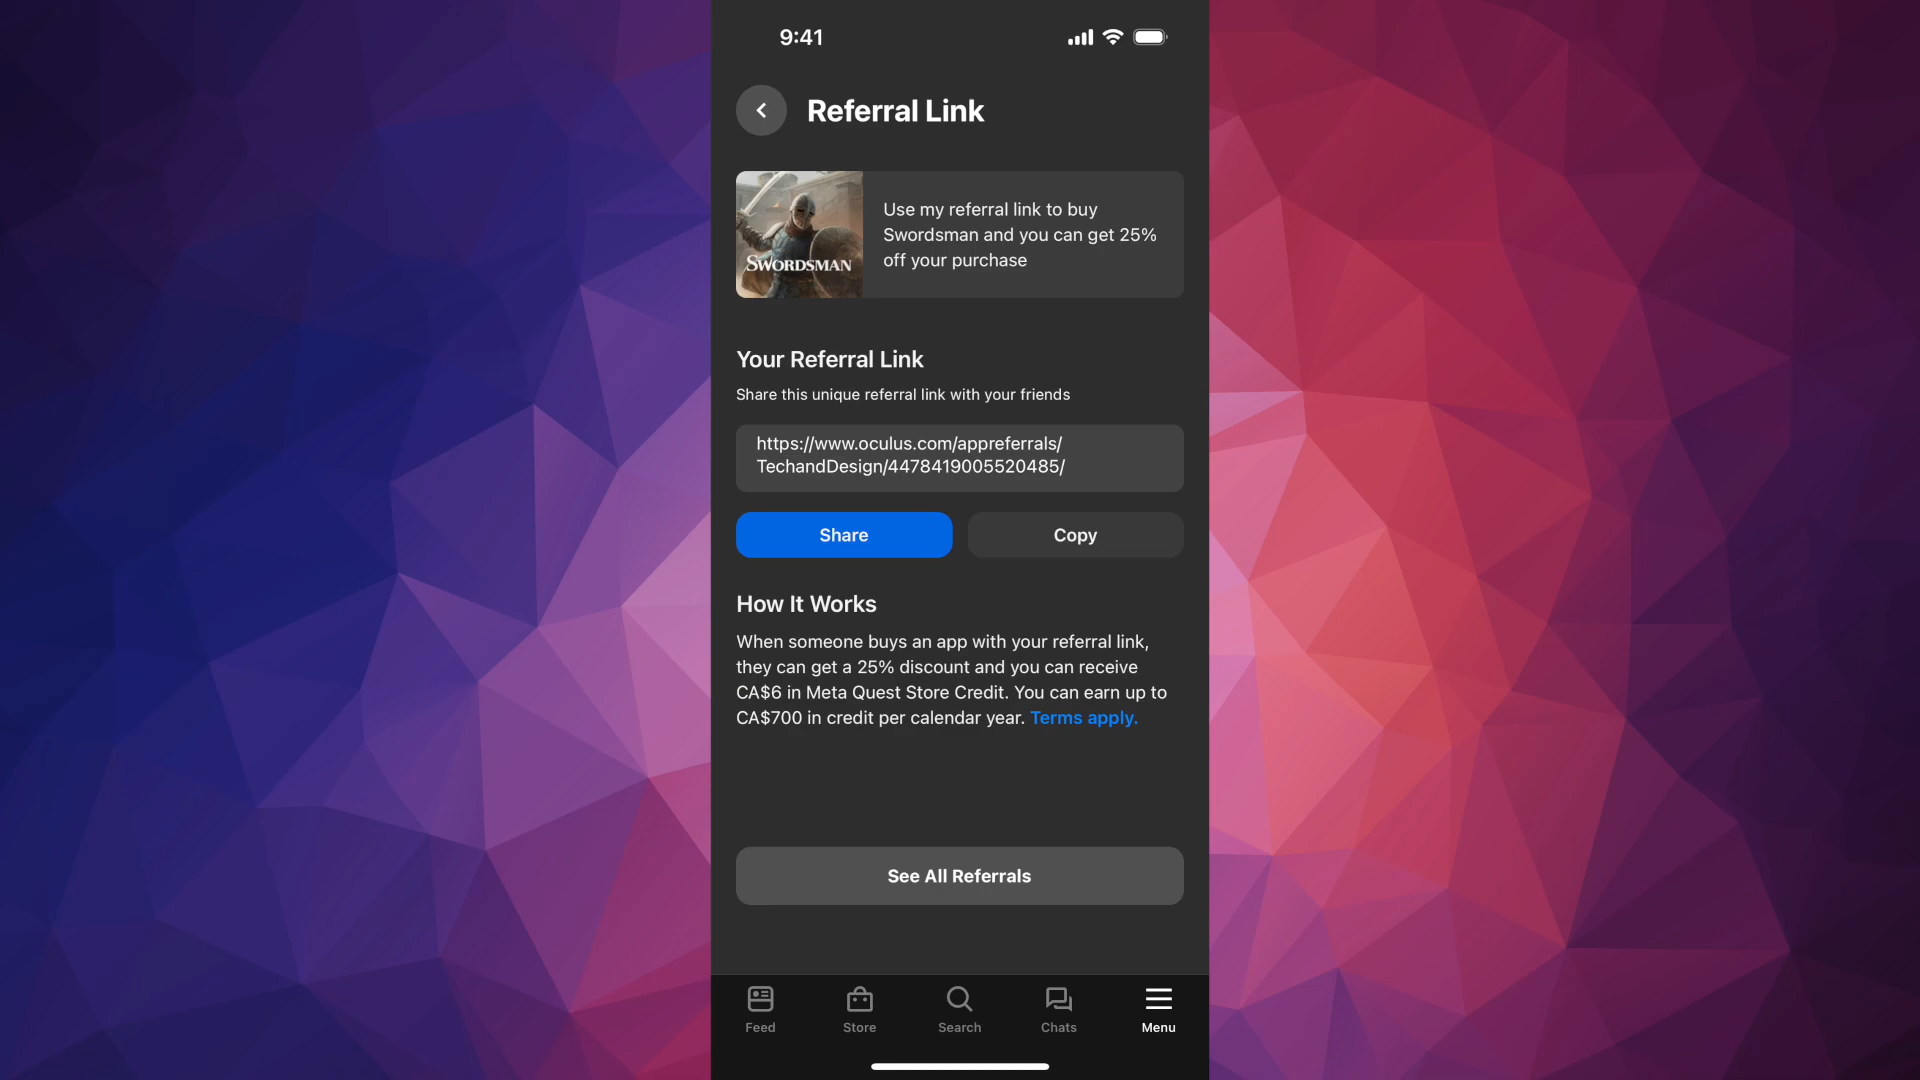 9:41
Referral Link
SWORDSMAN
Use my referral link to buy
Swordsman and you can get 25%
off your purchase
Your Referral Link
Share this unique referral link with your friends
https://www.oculus.com/appreferrals/
TechandDesign/4478419005520485/
Share
Copy
How It Works
When someone buys an app with your referral link,
they can get a 25% discount and you can receive
CA$6 in Meta Quest Store Credit. You can earn up to
CA$700 in credit per calendar year. Terms apply.
See All Referrals
Feed
Store
Search
Chats
Menu